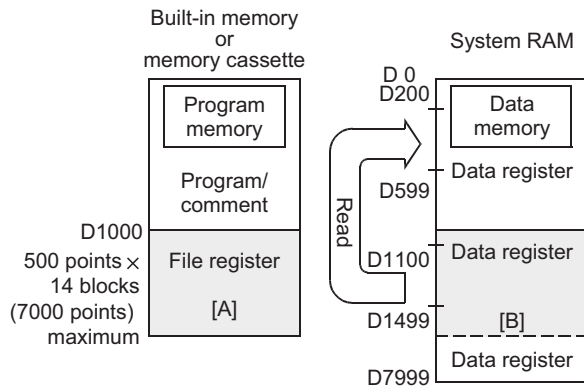 Built-in memory
or
memory cassette
Program
memory
Program/
comment
D1000
500 points ×
14 blocks
(7000 points)
maximum
File register
[A]
System RAM
D 0
D200
Data
memory
Data register
D599
Read
D1100
Data register
D1499
[B]
Data register
D7999